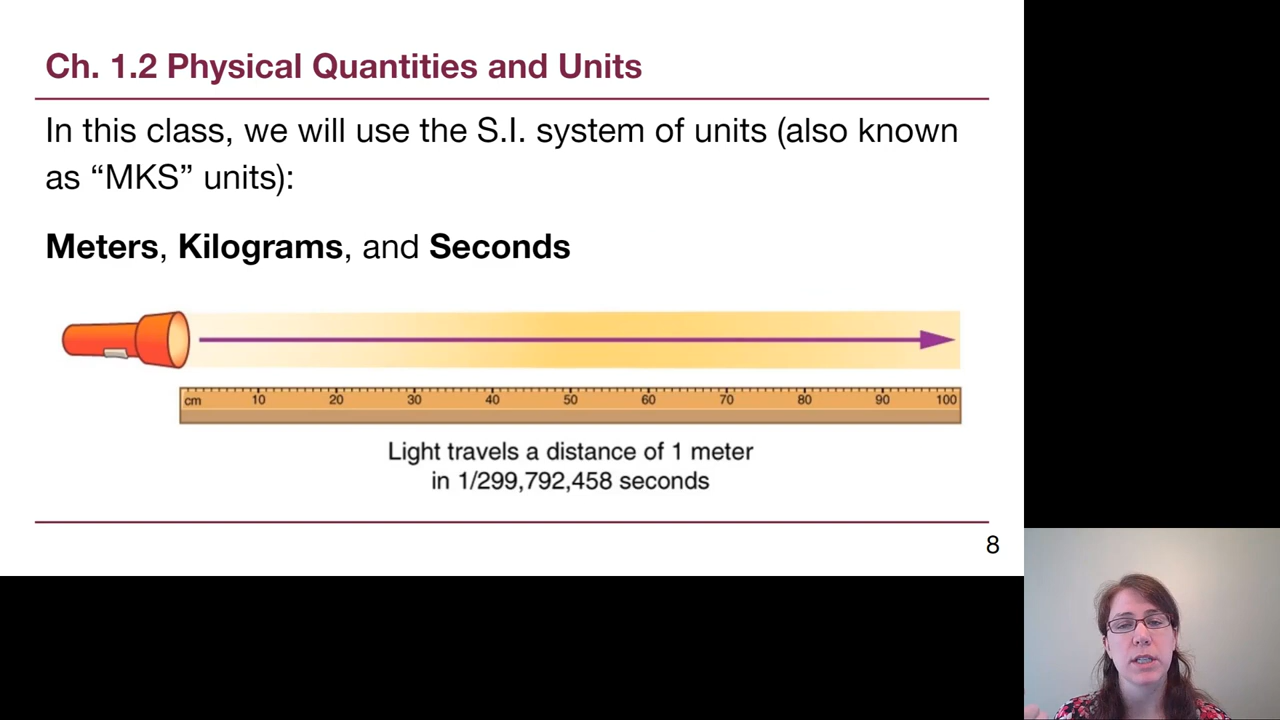 Ch. 1.2 Physical Quantities and Units
In this class, we will use the S.I. system of units (also known
as “MKS” units):
Meters, Kilograms, and Seconds
cm 10 20 30 40 50 60 70 80 90 100
Light travels a distance of 1 meter
in 1/299,792,458 seconds
8